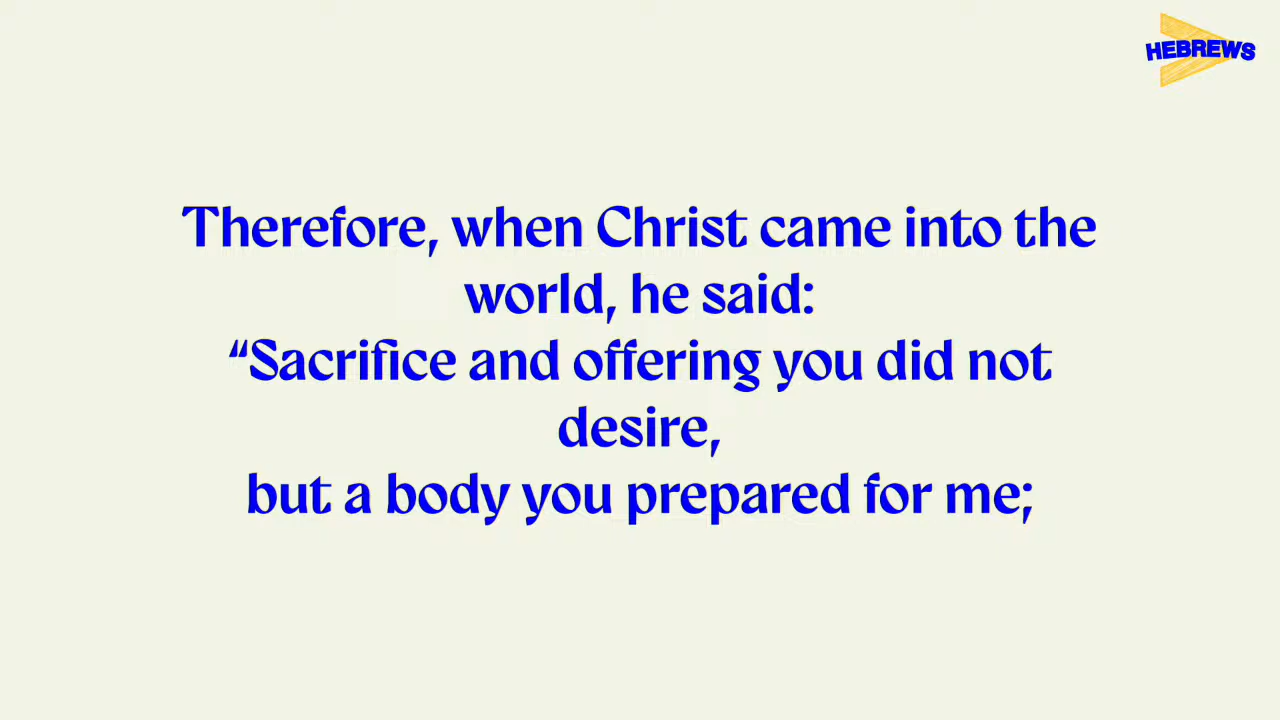 HEBREWS
Therefore, when Christ came into the
world, he said:
“Sacrifice and offering you did not
desire,
but a body you prepared for me;